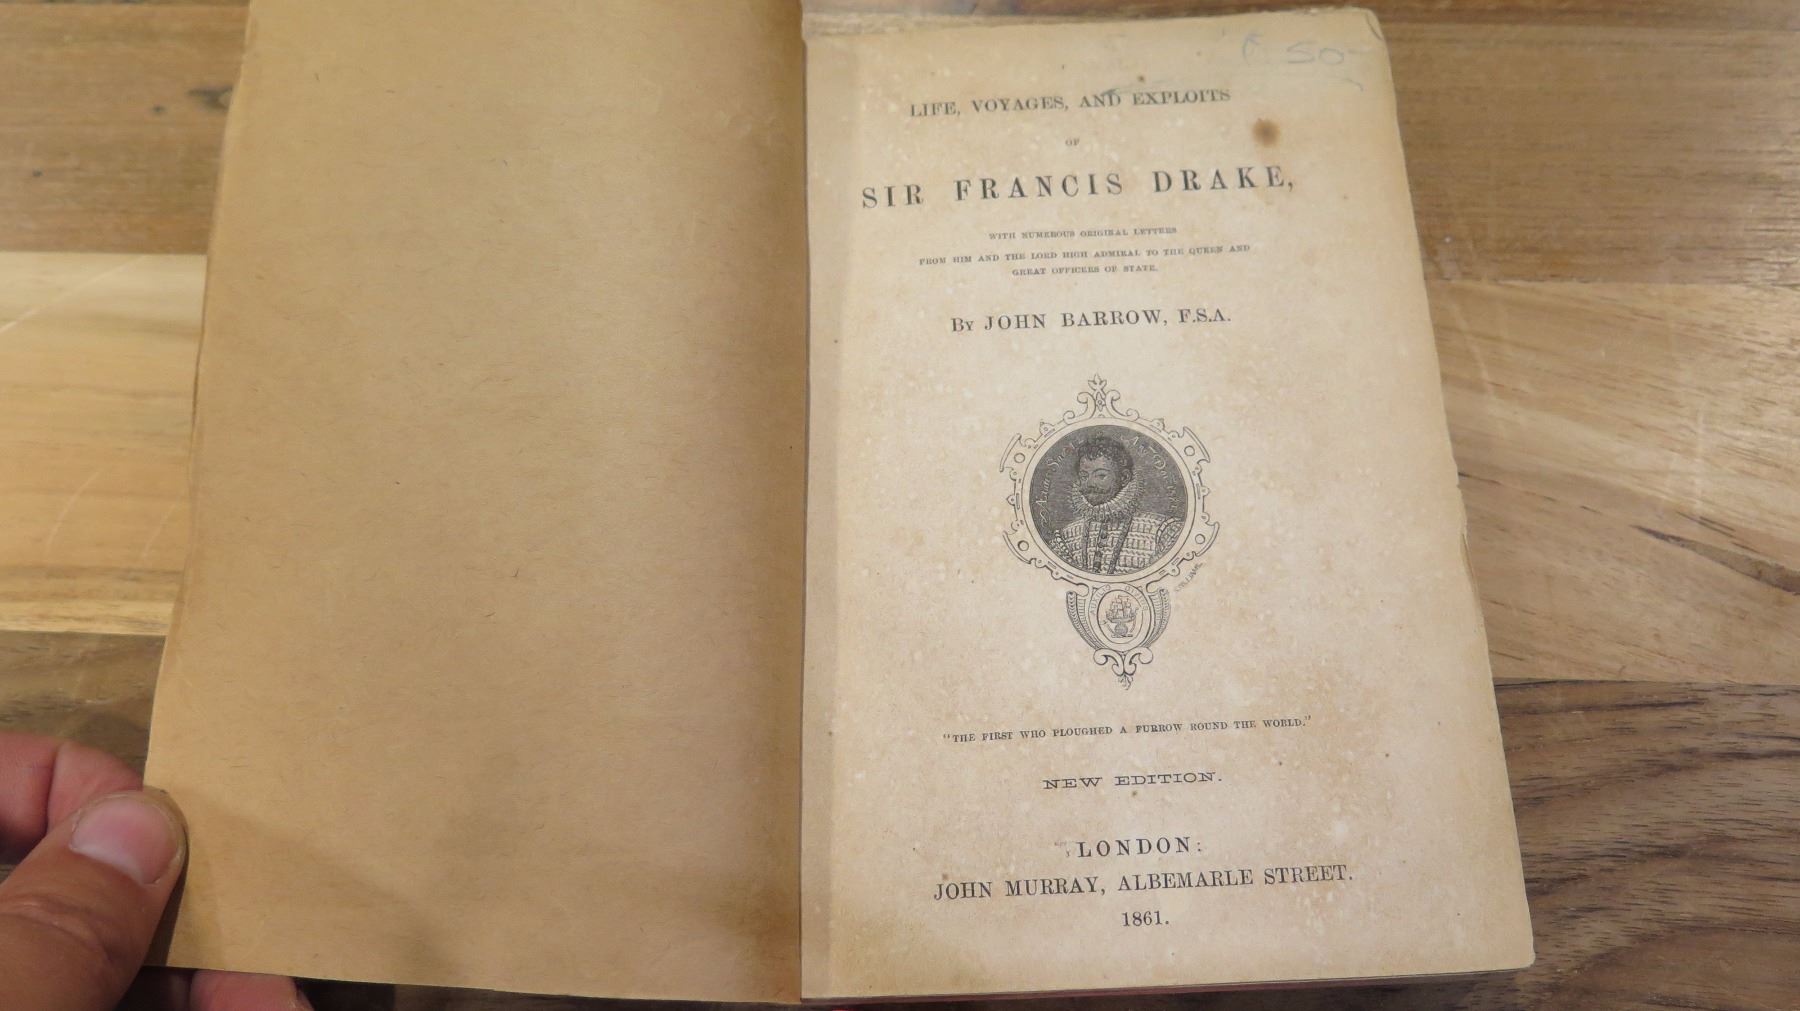 50-
LIFE, VOYAGES, AND EXPLOITS
OF
SIR FRANCIS DRAKE,
WITH NUMEROUS ORIGINAL LETTERS
FROM HIM AND THE LORD HIGH ADMIRAL TO THE QUEEN AND
GREAT OFFICERS OF STATE.
BY JOHN BARROW, F.S.A.
"THE FIRST WHO PLOUGHED A FURROW ROUND THE WORLD."
NEW EDITION.
LONDON:
JOHN MURRAY, ALBEMARLE STREET.
1861.